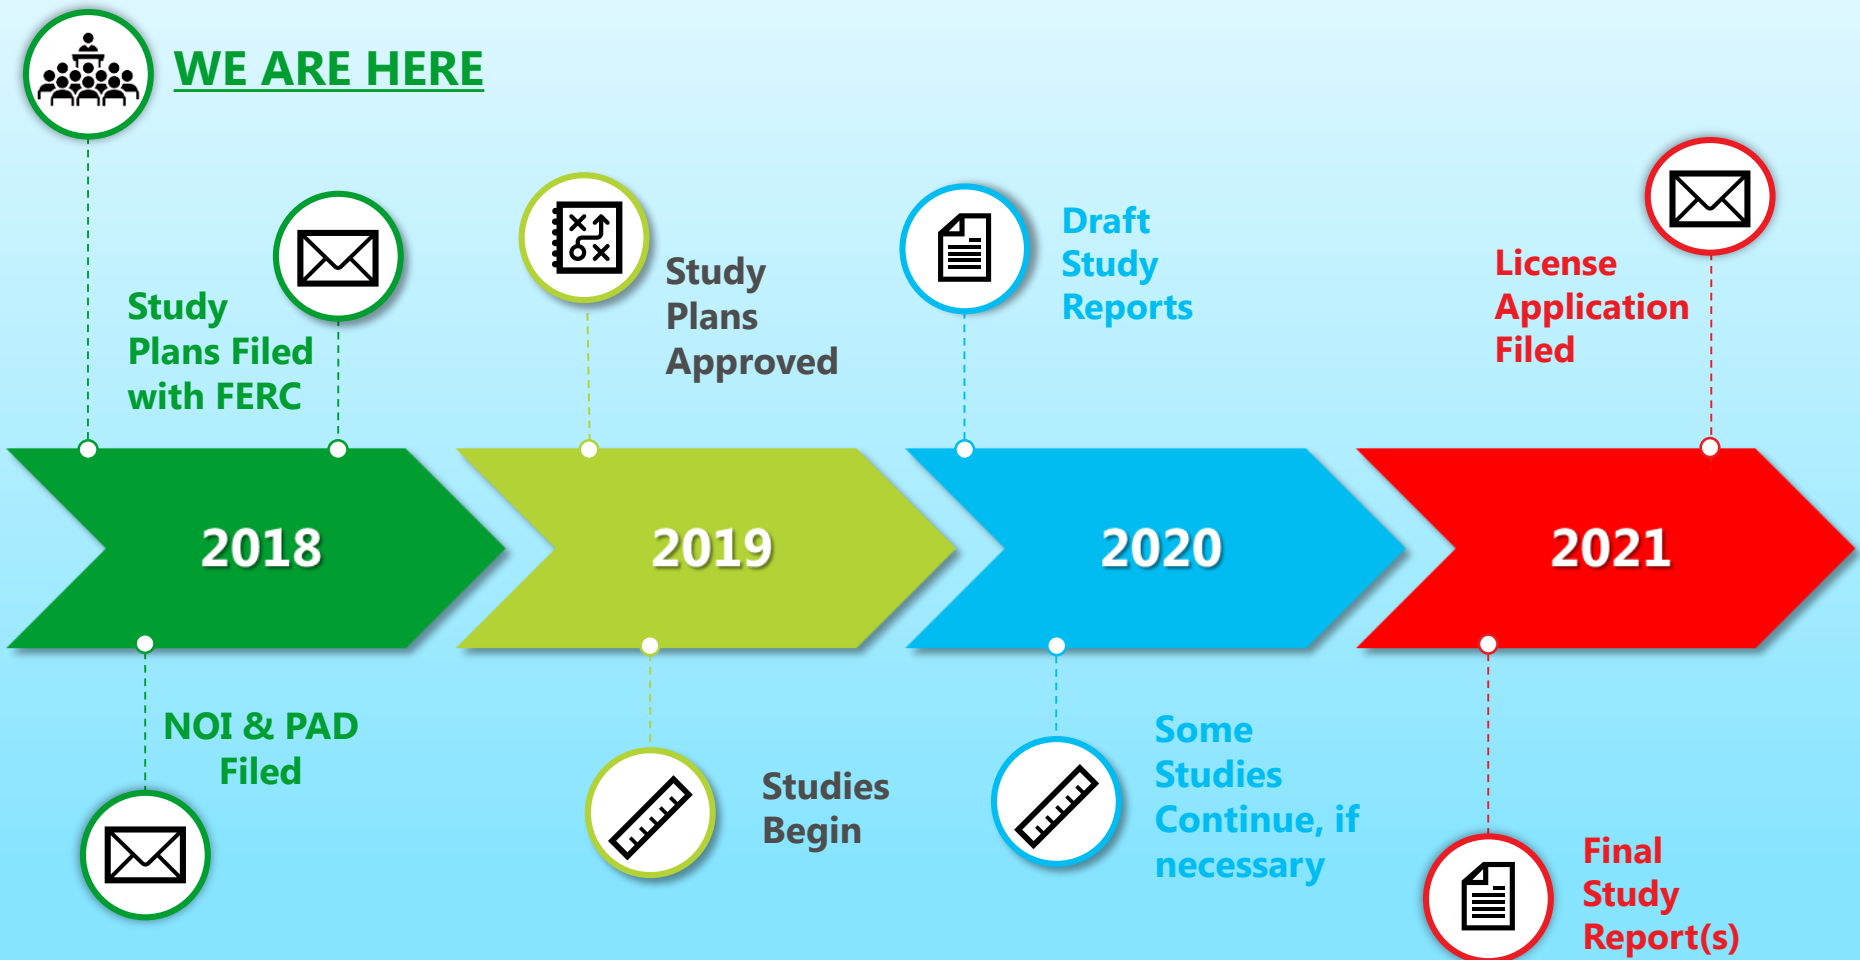 WE ARE HERE
Study
Plans Filed
with FERC
Study
Plans
Approved
Draft
Study
Reports
License
Application
Filed
2018
2019
2020
2021
NOI & PAD
Filed
Studies
Begin
Some
Studies
Continue, if
necessary
Final
Study
Report(s)